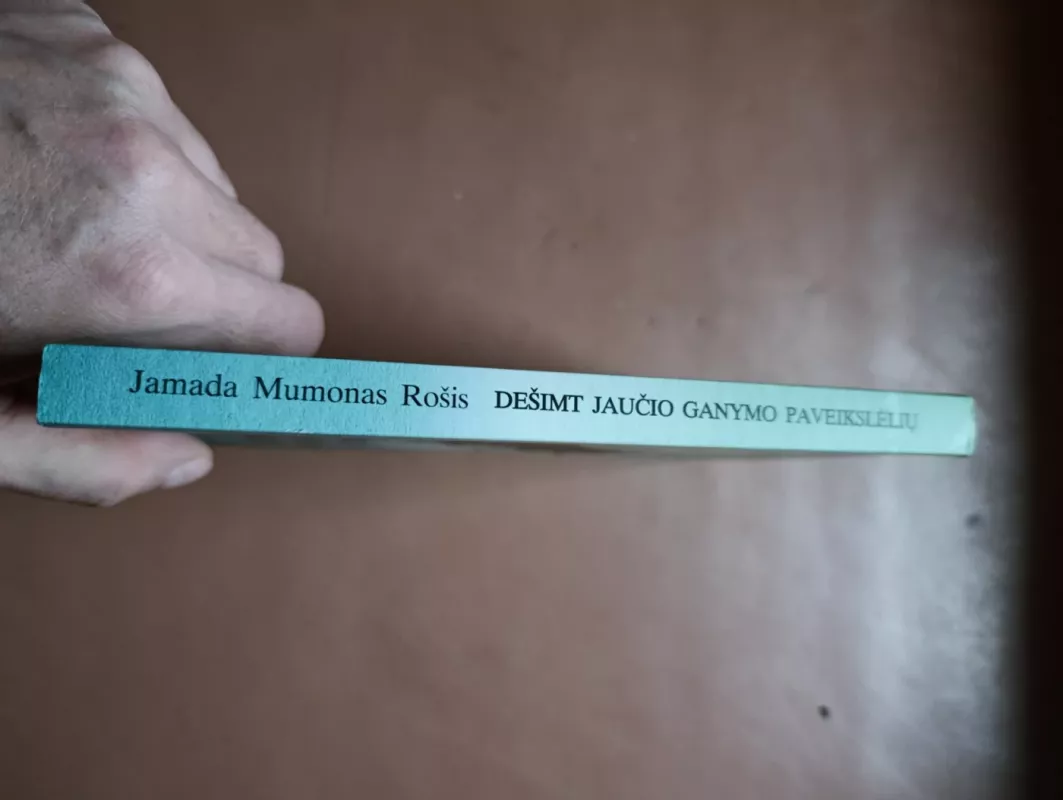 Jamada Mumonas Rošis DEŠIMT JAUČIO GANYMO PAVEIKSLĖLIŲ